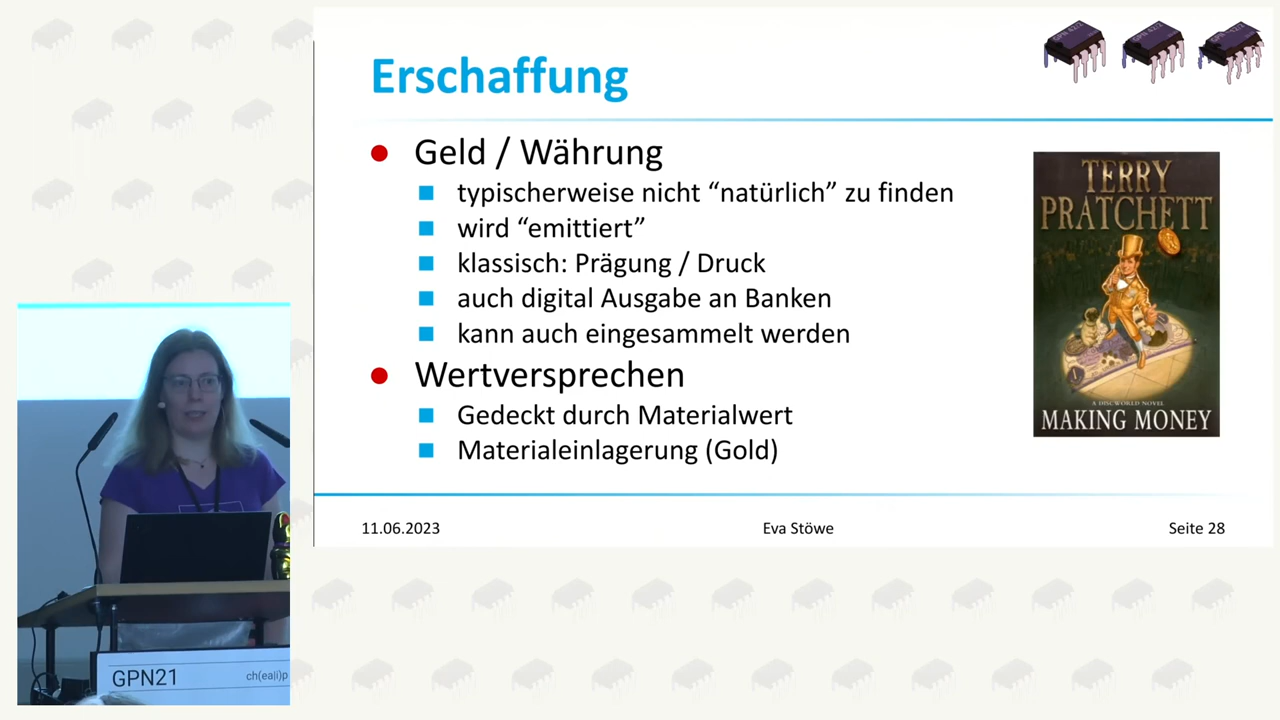 Erschaffung
Geld / Währung
typischerweise nicht “natürlich” zu finden
wird “emittiert”
klassisch: Prägung / Druck
auch digital Ausgabe an Banken
kann auch eingesammelt werden
Wertversprechen
Gedeckt durch Materialwert
Materialeinlagerung (Gold)
TERRY
PRATCHETT
A DISCWORLD NOVEL
MAKING MONEY
11.06.2023
Eva Stöwe
Seite 28
GPN21
ch(ea|i)p